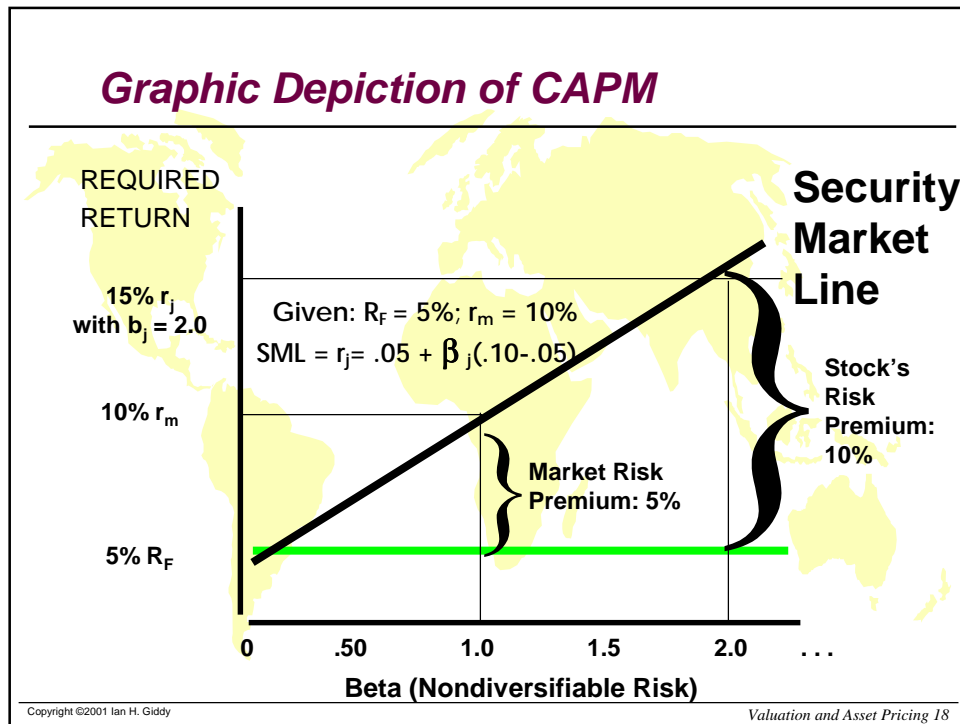 Graphic Depiction of CAPM
REQUIRED
RETURN
Security
Market
Line
15% rj
with bj = 2.0
Given: RF = 5%; rm = 10%
SML = rj= .05 + β j(.10-.05)
Stock's
Risk
Premium:
10%
10% rm
Market Risk
Premium: 5%
5% RF
0 .50 1.0 1.5 2.0 . . .
Beta (Nondiversifiable Risk)
Copyright ©2001 Ian H. Giddy
Valuation and Asset Pricing 18